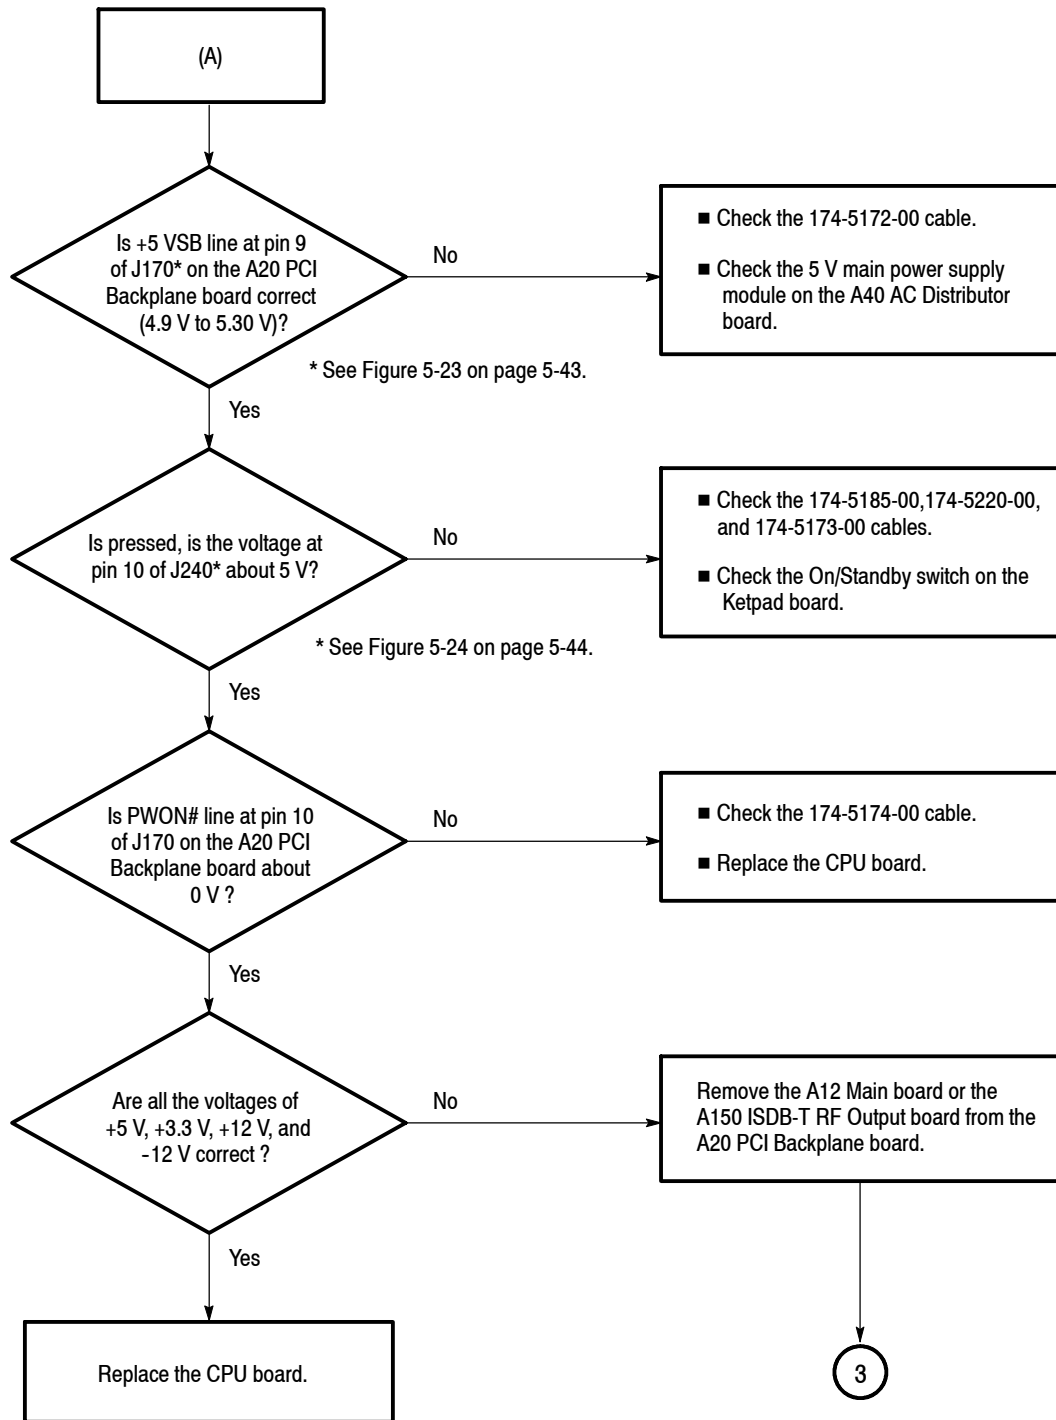 (A)
Is +5 VSB line at pin 9
of J170* on the A20 PCI
Backplane board correct
(4.9 V to 5.30 V)?
No
■ Check the 174-5172-00 cable.
■ Check the 5 V main power supply
module on the A40 AC Distributor
board.
* See Figure 5-23 on page 5-43.
Yes
Is pressed, is the voltage at
pin 10 of J240* about 5 V?
No
■ Check the 174-5185-00,174-5220-00,
and 174-5173-00 cables.
■ Check the On/Standby switch on the
Ketpad board.
* See Figure 5-24 on page 5-44.
Yes
Is PWON# line at pin 10
of J170 on the A20 PCI
Backplane board about
0 V ?
No
■ Check the 174-5174-00 cable.
■ Replace the CPU board.
Yes
Are all the voltages of
+5 V, +3.3 V, +12 V, and
-12 V correct ?
No
Remove the A12 Main board or the
A150 ISDB-T RF Output board from the
A20 PCI Backplane board.
Yes
Replace the CPU board.
3